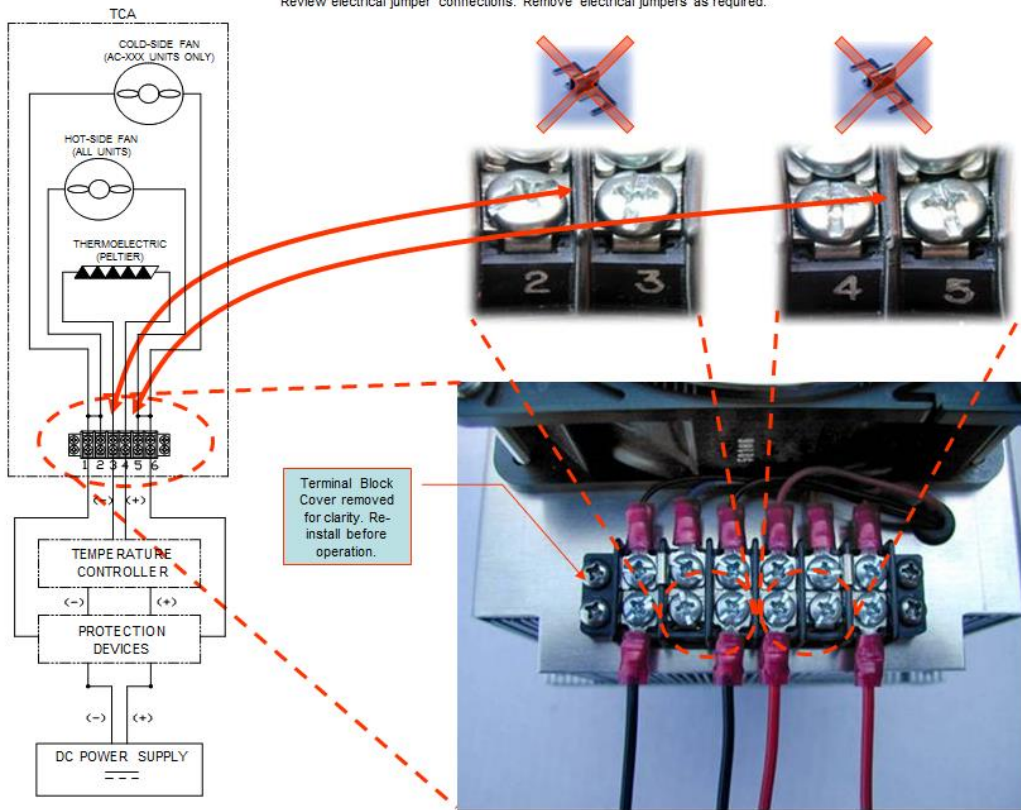 Review electrical jumper connections. Remove electrical jumpers as required.
TCA
COLD-SIDE FAN
(AC-XXX UNITS ONLY)
HOT-SIDE FAN
(ALL UNITS)
THERMOELECTRIC
(PELTIER)
2 3
4 5
1 2 3 4 5 6
(-) (+)
TEMPERATURE
CONTROLLER
(-) (+)
PROTECTION
DEVICES
(-) (+)
DC POWER SUPPLY
Terminal Block
Cover removed
for clarity. Re-
install before
operation.